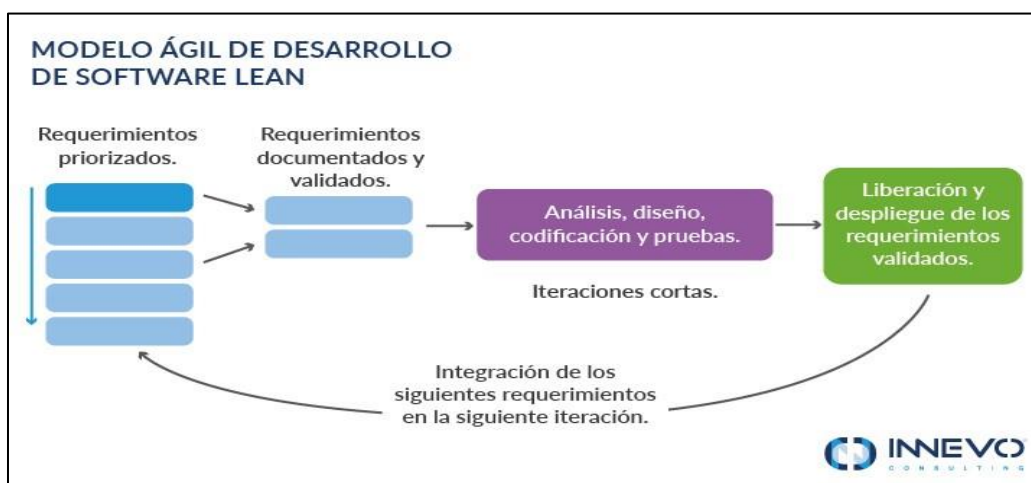 MODELO ÁGIL DE DESARROLLO
DE SOFTWARE LEAN
Requerimientos
priorizados.
Requerimientos
documentados y
validados.
Análisis, diseño,
codificación y pruebas.
Iteraciones cortas.
Liberación y
despliegue de los
requerimientos
validados.
Integración de los
siguientes requerimientos
en la siguiente iteración.
INNEVO
CONSULTING